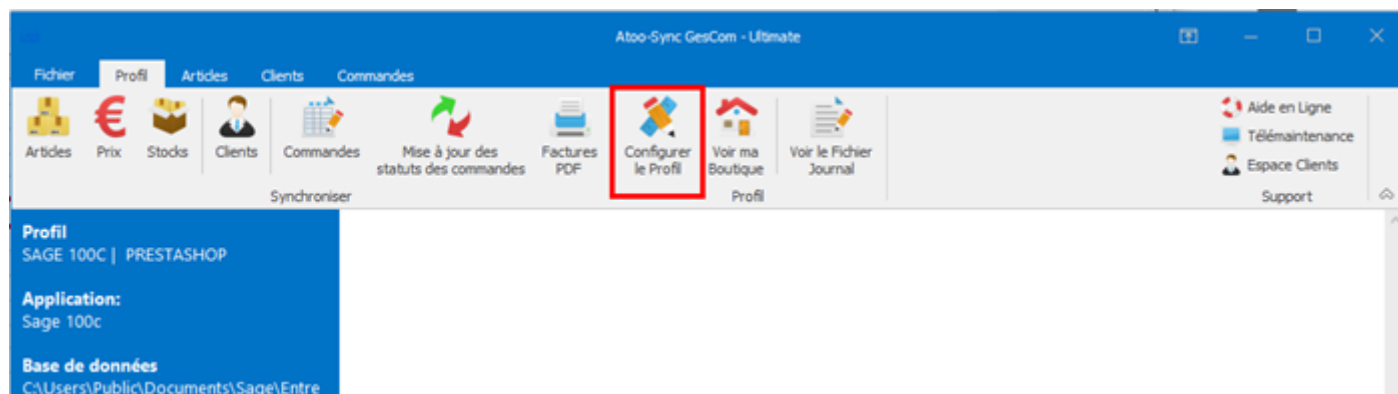 Atoo-Sync GesCom - Ultimate
Fichier Profil Articles Clients Commandes
Articles Prix Stocks Clients Commandes Mise à jour des statuts des commandes Factures PDF Configurer le Profil Voir ma Boutique Voir le Fichier Journal
Aide en Ligne
Télémaintenance
Espace Clients
Synchroniser Profil Support
Profil
SAGE 100C | PRESTASHOP
Application:
Sage 100c
Base de données
C:\Users\Public\Documents\Sage\Entre